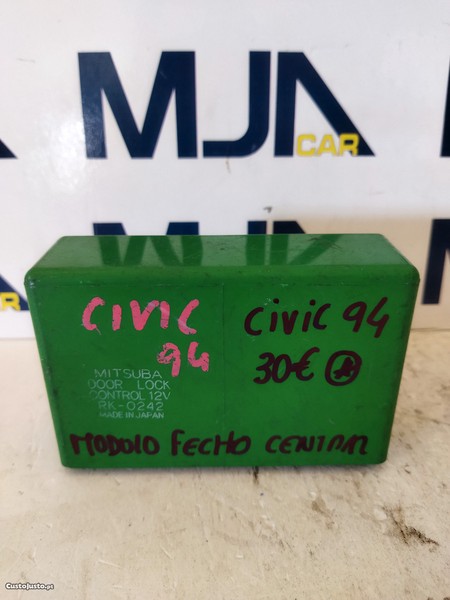 MJA
CAR
CIVIC
94
CIVIC 94
30€
MITSUBA
DOOR LOCK
CONTROL 12V
RK-0242
MADE IN JAPAN
MODULO FECHO CENTRAL
CustoJusto.pt